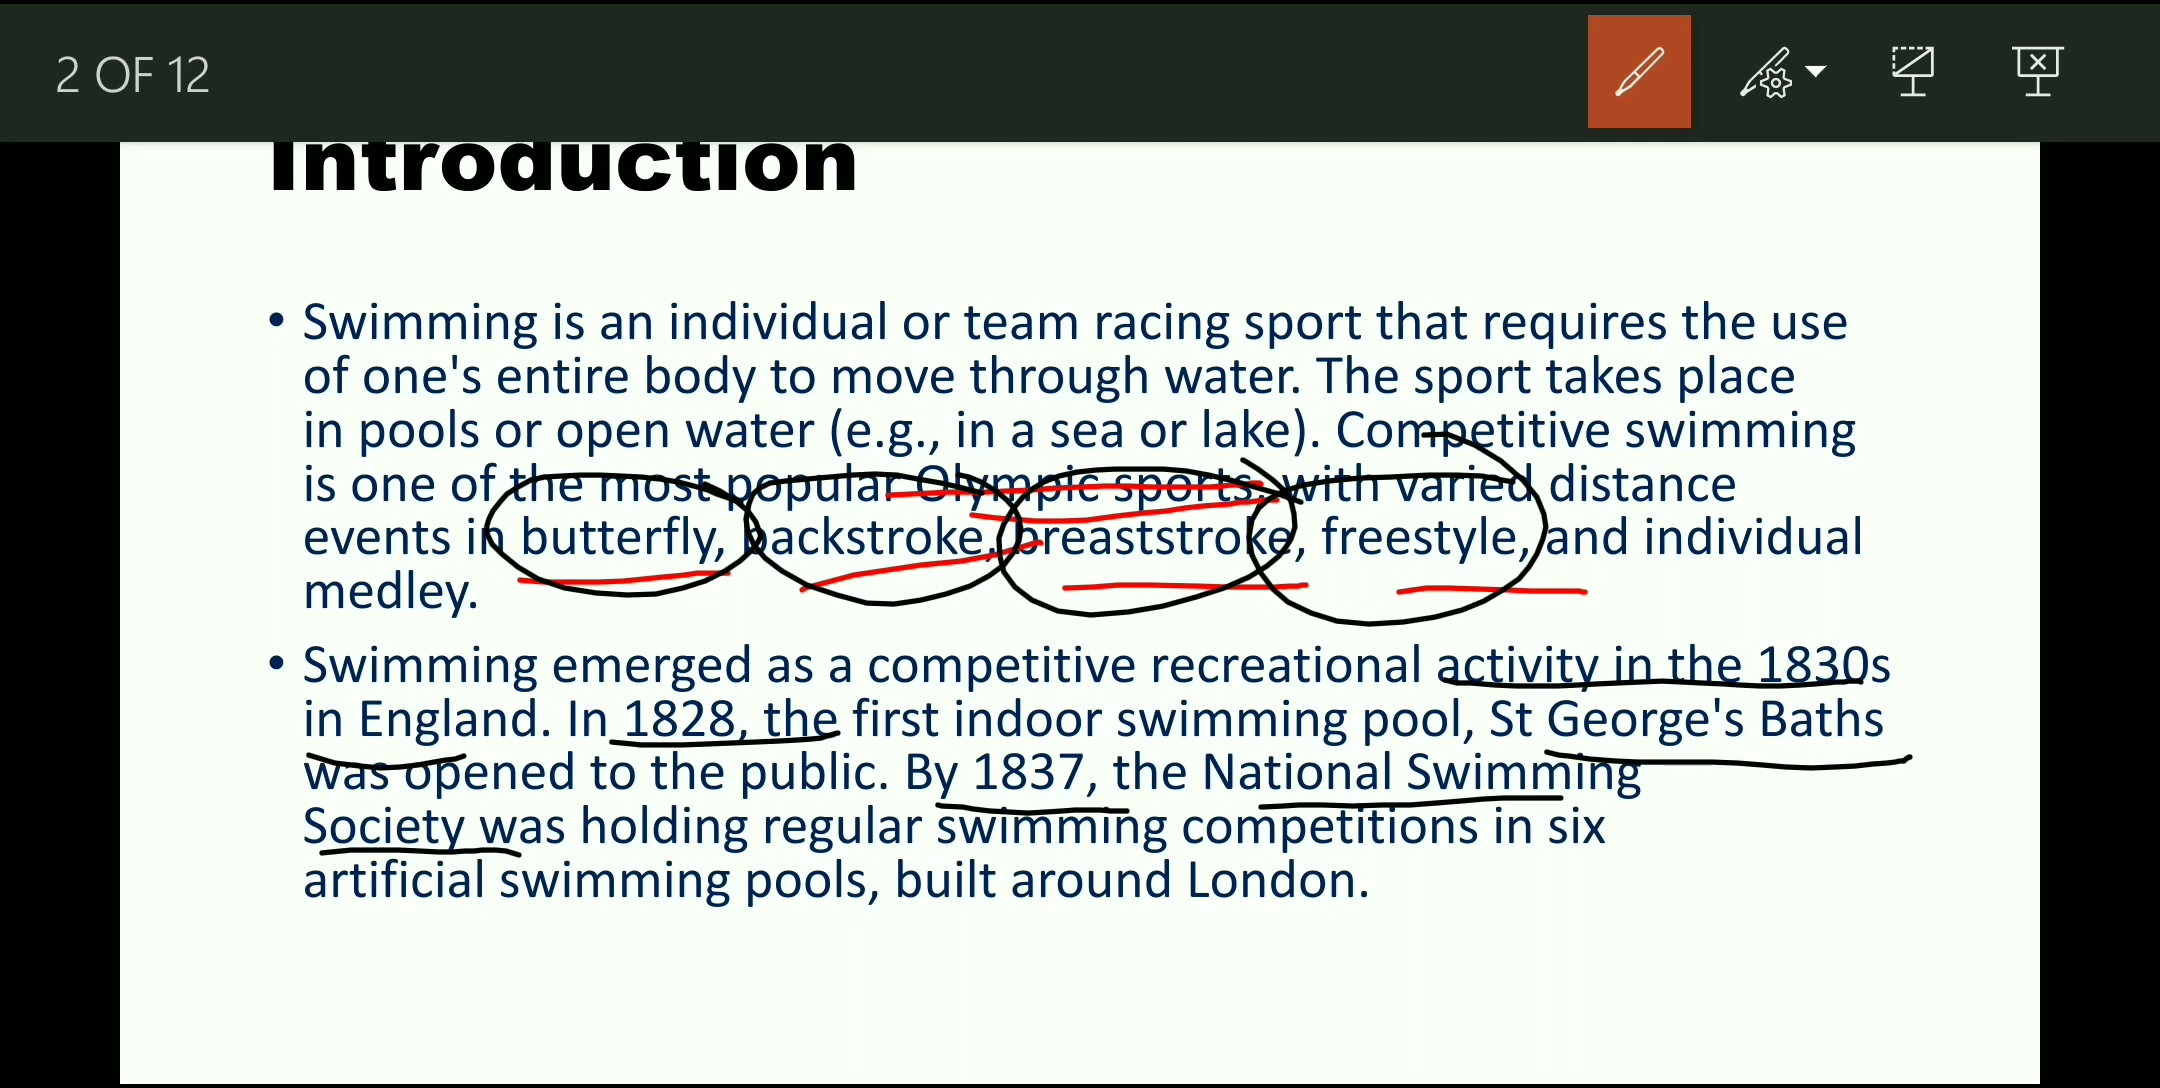 2 OF 12
Introduction
• Swimming is an individual or team racing sport that requires the use
of one's entire body to move through water. The sport takes place
in pools or open water (e.g., in a sea or lake). Competitive swimming
is one of the most popular Olympic sports, with varied distance
events in butterfly, backstroke, breaststroke, freestyle, and individual
medley.
• Swimming emerged as a competitive recreational activity in the 1830s
in England. In 1828, the first indoor swimming pool, St George's Baths
was opened to the public. By 1837, the National Swimming
Society was holding regular swimming competitions in six
artificial swimming pools, built around London.